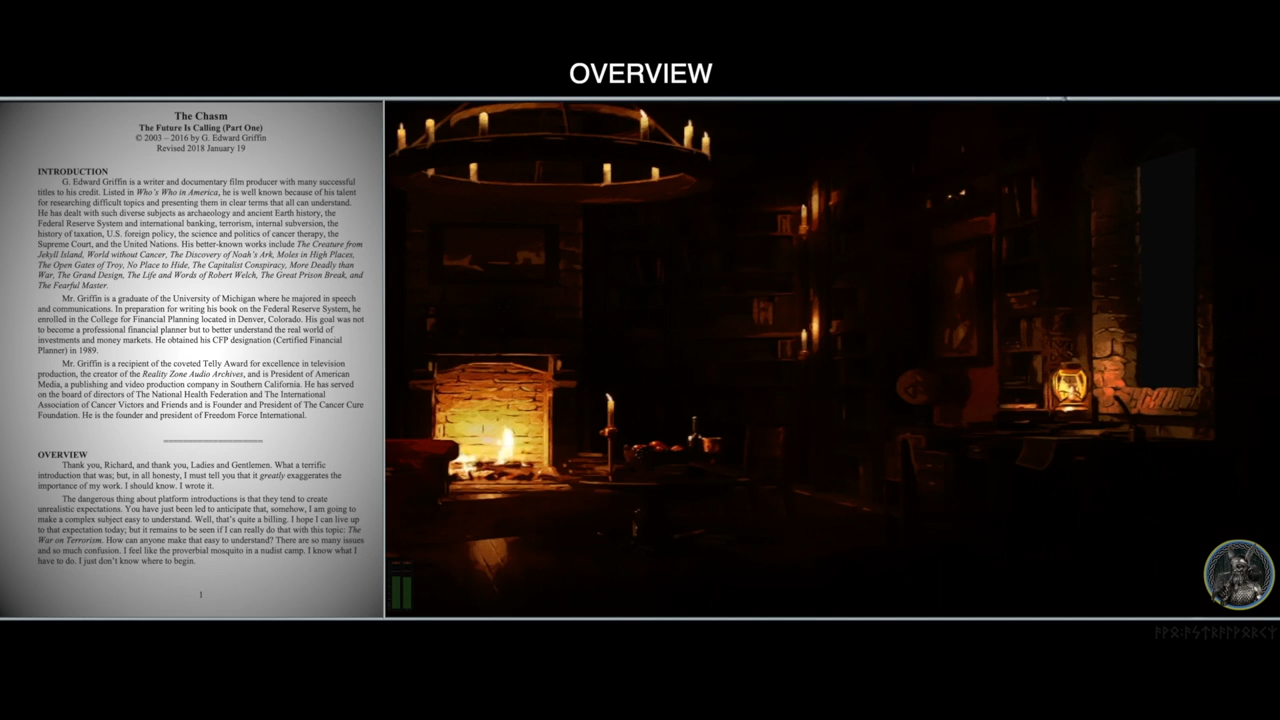 OVERVIEW
The Chasm
The Future Is Calling (Part One)
© 2003 – 2016 by G. Edward Griffin
Revised 2018 January 19
INTRODUCTION
G. Edward Griffin is a writer and documentary film producer with many successful
titles to his credit. Listed in Who's Who in America, he is well known because of his talent
for researching difficult topics and presenting them in clear terms that all can understand.
He has dealt with such diverse subjects as archaeology and ancient Earth history, the
Federal Reserve System and international banking, terrorism, internal subversion, the
history of taxation, U.S. foreign policy, the science and politics of cancer therapy, the
Supreme Court, and the United Nations. His better-known works include The Creature from
Jekyll Island, World without Cancer, The Discovery of Noah's Ark, Moles in High Places,
The Open Gates of Troy, No Place to Hide, The Capitalist Conspiracy, More Deadly than
War, The Grand Design, The Life and Words of Robert Welch, The Great Prison Break, and
The Fearful Master.
Mr. Griffin is a graduate of the University of Michigan where he majored in speech
and communications. In preparation for writing his book on the Federal Reserve System, he
enrolled in the College for Financial Planning located in Denver, Colorado. His goal was not
to become a professional financial planner but to better understand the real world of
investments and money markets. He obtained his CFP designation (Certified Financial
Planner) in 1989.
Mr. Griffin is a recipient of the coveted Telly Award for excellence in television
production, the creator of the Reality Zone Audio Archives, and is President of American
Media, a publishing and video production company in Southern California. He has served
on the board of directors of The National Health Federation and The International
Association of Cancer Victors and Friends and is Founder and President of The Cancer Cure
Foundation. He is the founder and president of Freedom Force International.
OVERVIEW
Thank you, Richard, and thank you, Ladies and Gentlemen. What a terrific
introduction that was; but, in all honesty, I must tell you that it greatly exaggerates the
importance of my work. I should know. I wrote it.
The dangerous thing about platform introductions is that they tend to create
unrealistic expectations. You have just been led to anticipate that, somehow, I am going to
make a complex subject easy to understand. Well, that's quite a billing. I hope I can live up
to that expectation today; but it remains to be seen if I can really do that with this topic: The
War on Terrorism. How can anyone make that easy to understand? There are so many issues
and so much confusion. I feel like the proverbial mosquito in a nudist camp. I know what I
have to do. I just don't know where to begin.
1